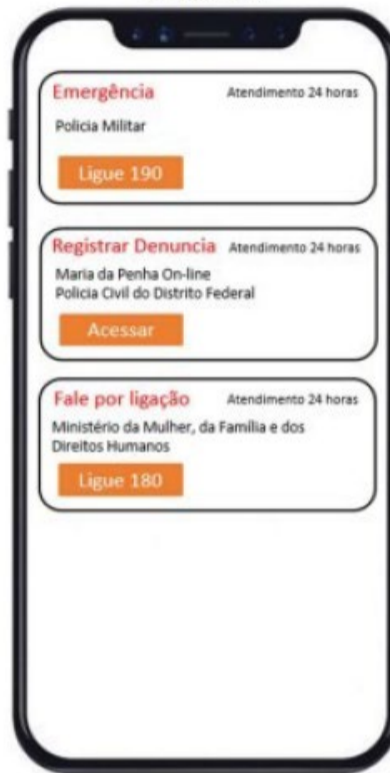 Emergência Atendimento 24 horas
Policia Militar
Ligue 190
Registrar Denuncia Atendimento 24 horas
Maria da Penha On-line
Policia Civil do Distrito Federal
Acessar
Fale por ligação Atendimento 24 horas
Ministério da Mulher, da Família e dos
Direitos Humanos
Ligue 180